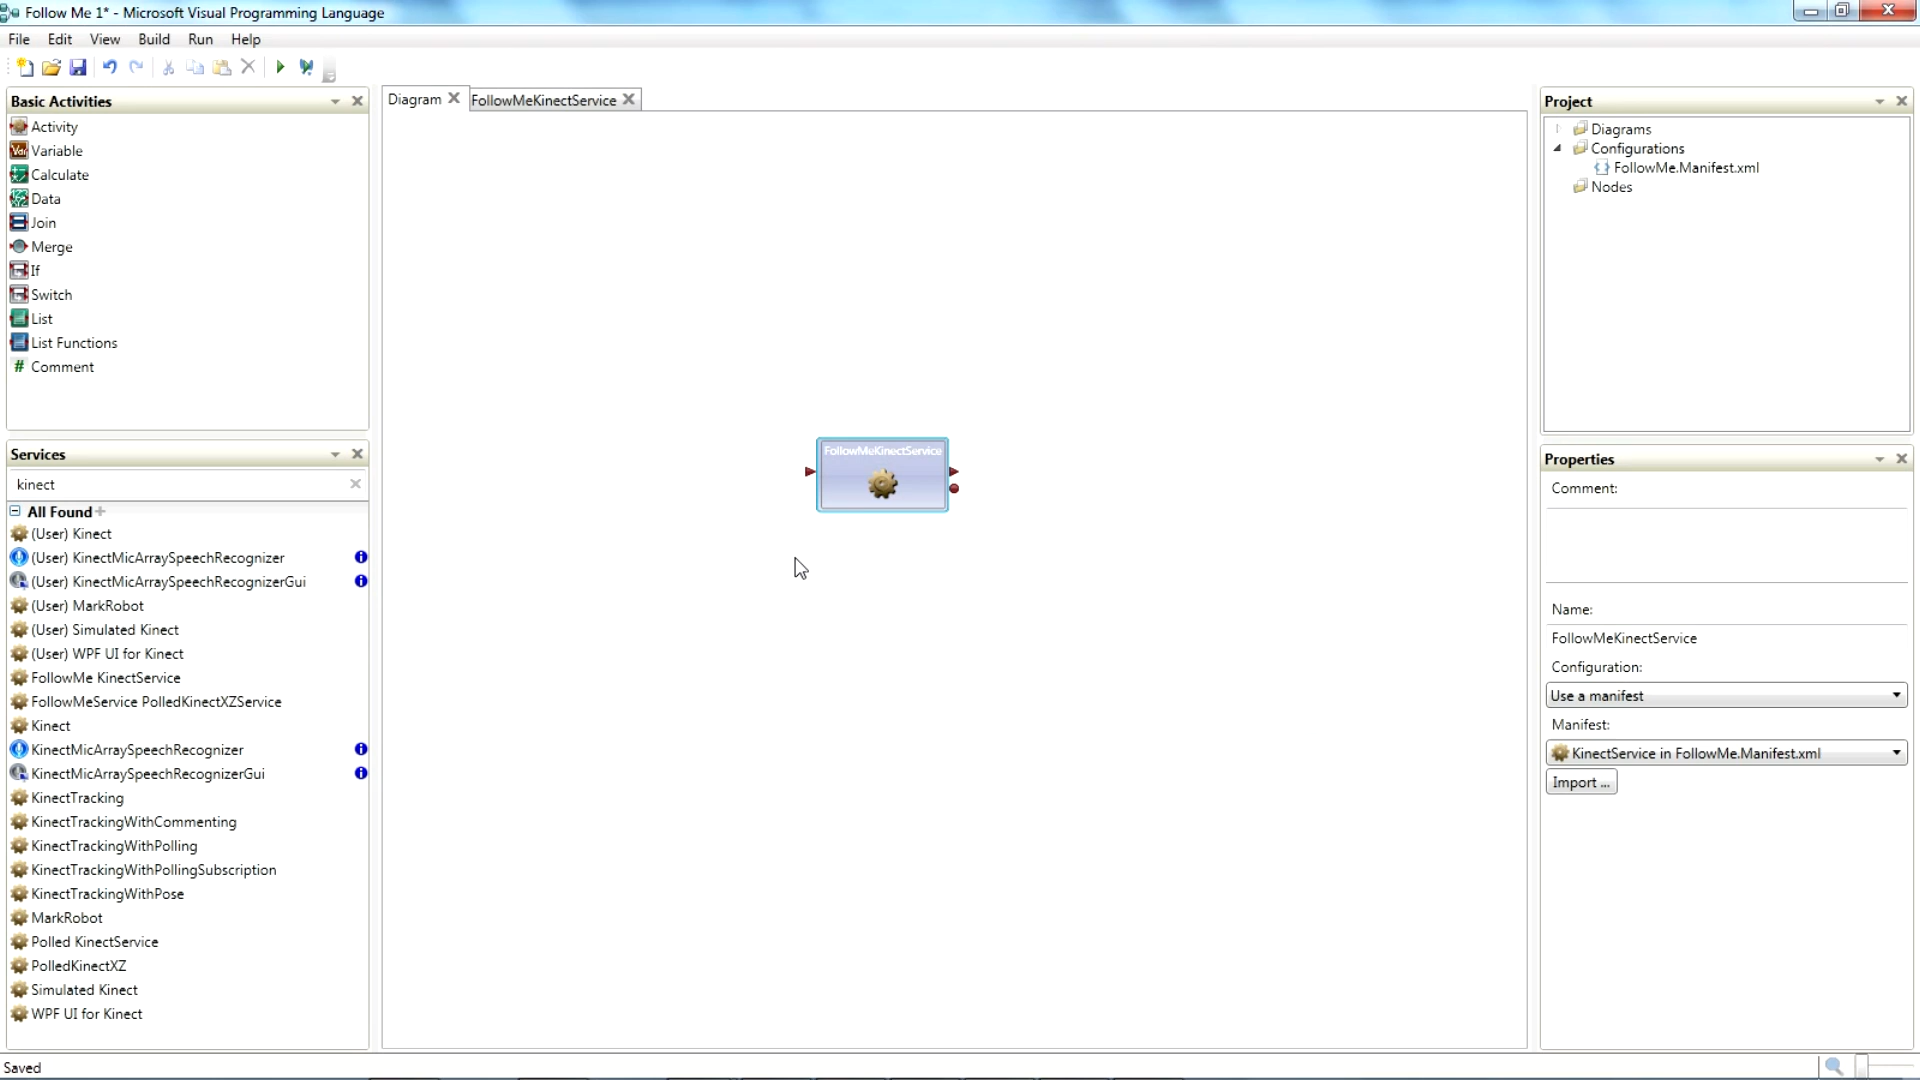 Follow Me 1* - Microsoft Visual Programming Language
File Edit View Build Run Help
Basic Activities
Activity
Variable
Calculate
Data
Join
Merge
If
Switch
List
List Functions
# Comment
Services
kinect
All Found
(User) Kinect
(User) KinectMicArraySpeechRecognizer
(User) KinectMicArraySpeechRecognizerGui
(User) MarkRobot
(User) Simulated Kinect
(User) WPF UI for Kinect
FollowMe KinectService
FollowMeService PolledKinectXZService
Kinect
KinectMicArraySpeechRecognizer
KinectMicArraySpeechRecognizerGui
KinectTracking
KinectTrackingWithCommenting
KinectTrackingWithPolling
KinectTrackingWithPollingSubscription
KinectTrackingWithPose
MarkRobot
Polled KinectService
PolledKinectXZ
Simulated Kinect
WPF UI for Kinect
Diagram FollowMeKinectService
FollowMeKinectService
Project
Diagrams
Configurations
FollowMe.Manifest.xml
Nodes
Properties
Comment:
Name:
FollowMeKinectService
Configuration:
Use a manifest
Manifest:
KinectService in FollowMe.Manifest.xml
Import ...
Saved